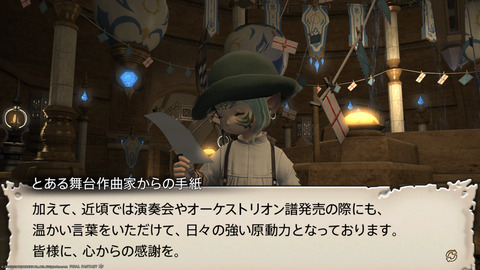 とある舞台作曲家からの手紙
加えて、近頃では演奏会やオーケストリオン譜発売の際にも、
温かい言葉をいただけて、日々の強い原動力となっております。
皆様に、心からの感謝を。